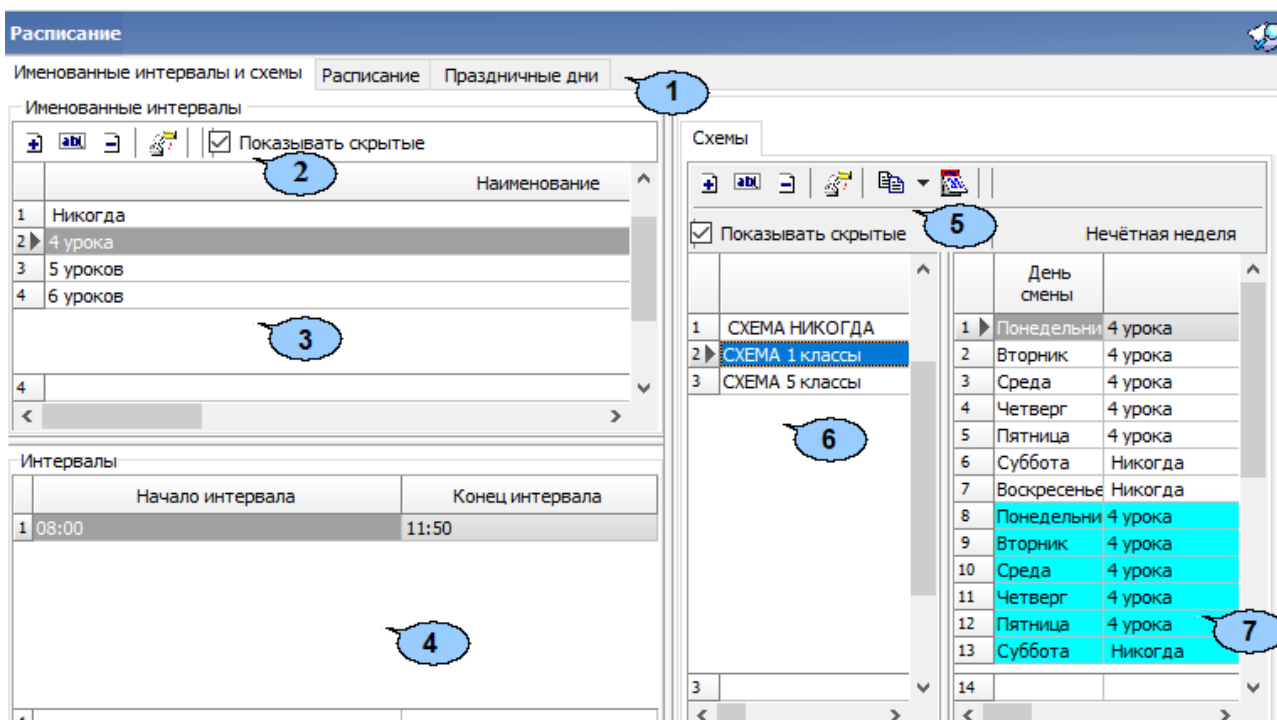 Расписание
Именованные интервалы и схемы Расписание Праздничные дни
1
Именованные интервалы
Показывать скрытые
2
Наименование
1 Никогда
2 4 урока
3 5 уроков
4 6 уроков
3
4
Интервалы
Начало интервала Конец интервала
1 08:00 11:50
4
Схемы
5
Показывать скрытые Нечётная неделя
1 СХЕМА НИКОГДА
2 СХЕМА 1 классы
3 СХЕМА 5 классы
6
3
День
смены
1 Понедельни 4 урока
2 Вторник 4 урока
3 Среда 4 урока
4 Четверг 4 урока
5 Пятница 4 урока
6 Суббота Никогда
7 Воскресенье Никогда
8 Понедельни 4 урока
9 Вторник 4 урока
10 Среда 4 урока
11 Четверг 4 урока
12 Пятница 4 урока
13 Суббота Никогда
7
14